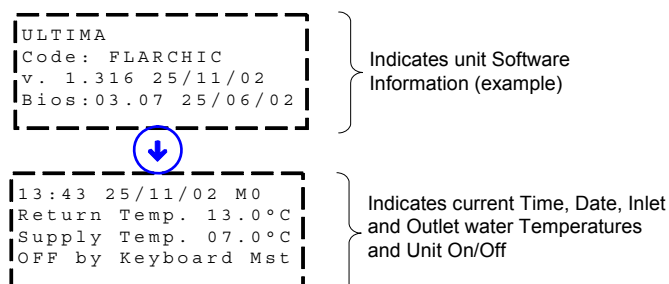 ULTIMA
Code: FLARCHIC
v. 1.316 25/11/02
Bios:03.07 25/06/02
Indicates unit Software
Information (example)
13:43 25/11/02 M0
Return Temp. 13.0°C
Supply Temp. 07.0°C
OFF by Keyboard Mst
Indicates current Time, Date, Inlet
and Outlet water Temperatures
and Unit On/Off